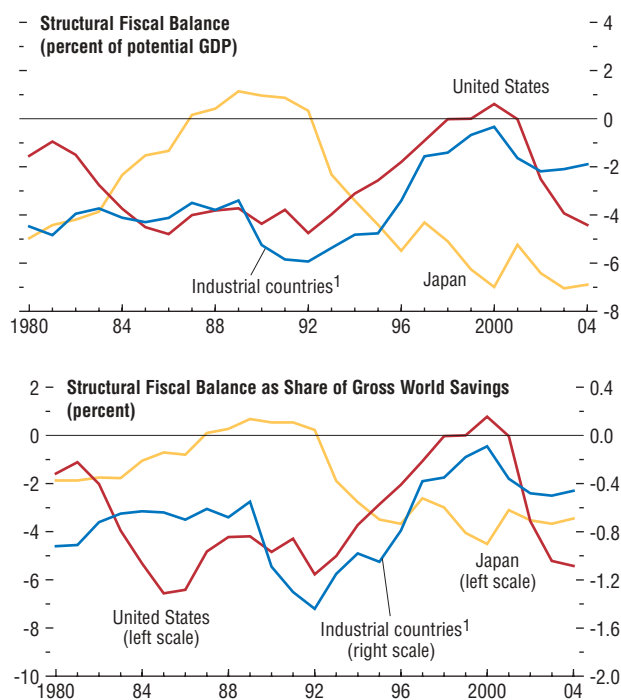 Structural Fiscal Balance
(percent of potential GDP)
4
2
0
-2
-4
-6
-8
United States
Industrial countries1
Japan
1980
84
88
92
96
2000
04
Structural Fiscal Balance as Share of Gross World Savings
(percent)
2
0
-2
-4
-6
-8
-10
0.4
0.0
-0.4
-0.8
-1.2
-1.6
-2.0
Japan
(left scale)
United States
(left scale)
Industrial countries1
(right scale)
1980
84
88
92
96
2000
04